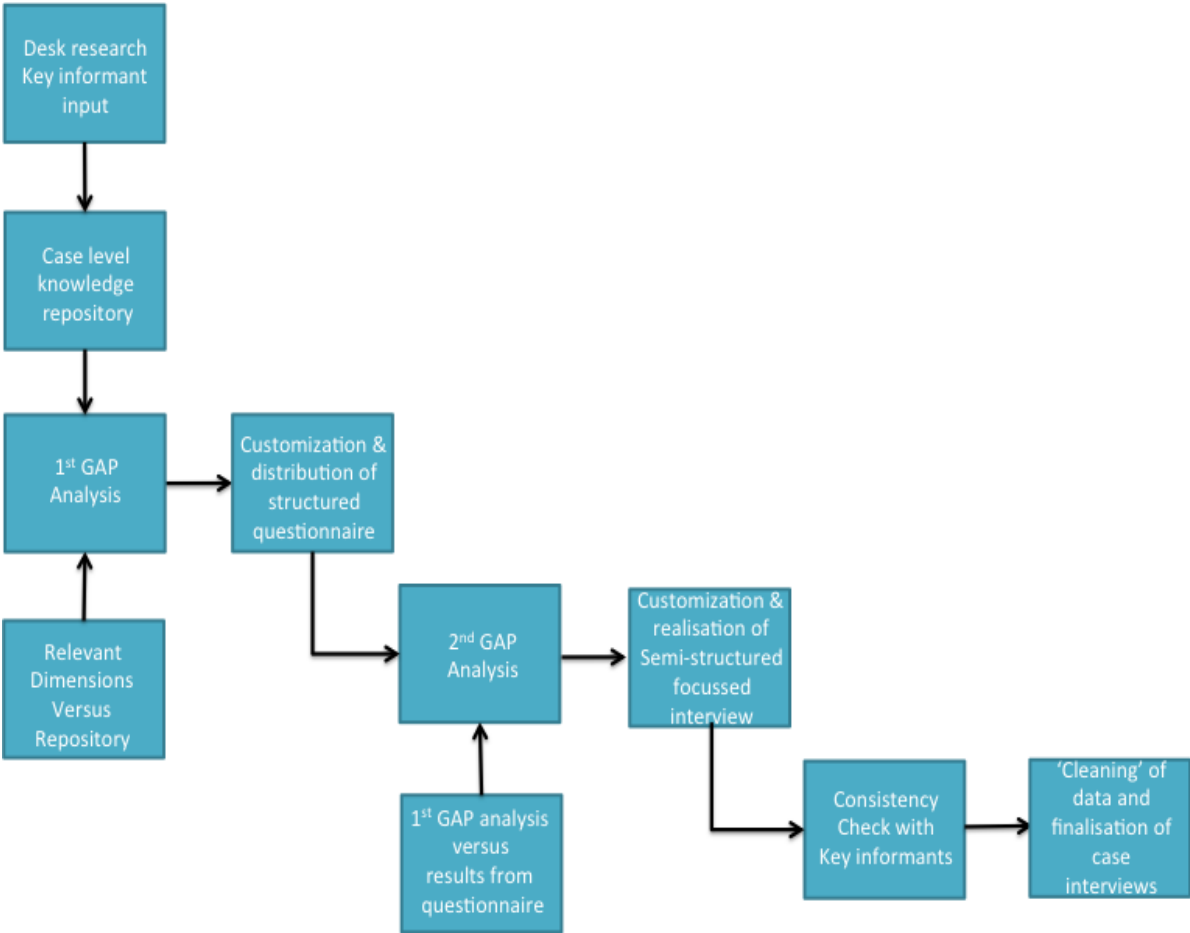 Desk research
Key informant
input
Case level
knowledge
repository
1st GAP
Analysis
Customization &
distribution of
structured
questionnaire
Relevant
Dimensions
Versus
Repository
2nd GAP
Analysis
Customization &
realisation of
Semi-structured
focussed
interview
1st GAP analysis
versus
results from
questionnaire
Consistency
Check with
Key informants
‘Cleaning’ of
data and
finalisation of
case
interviews